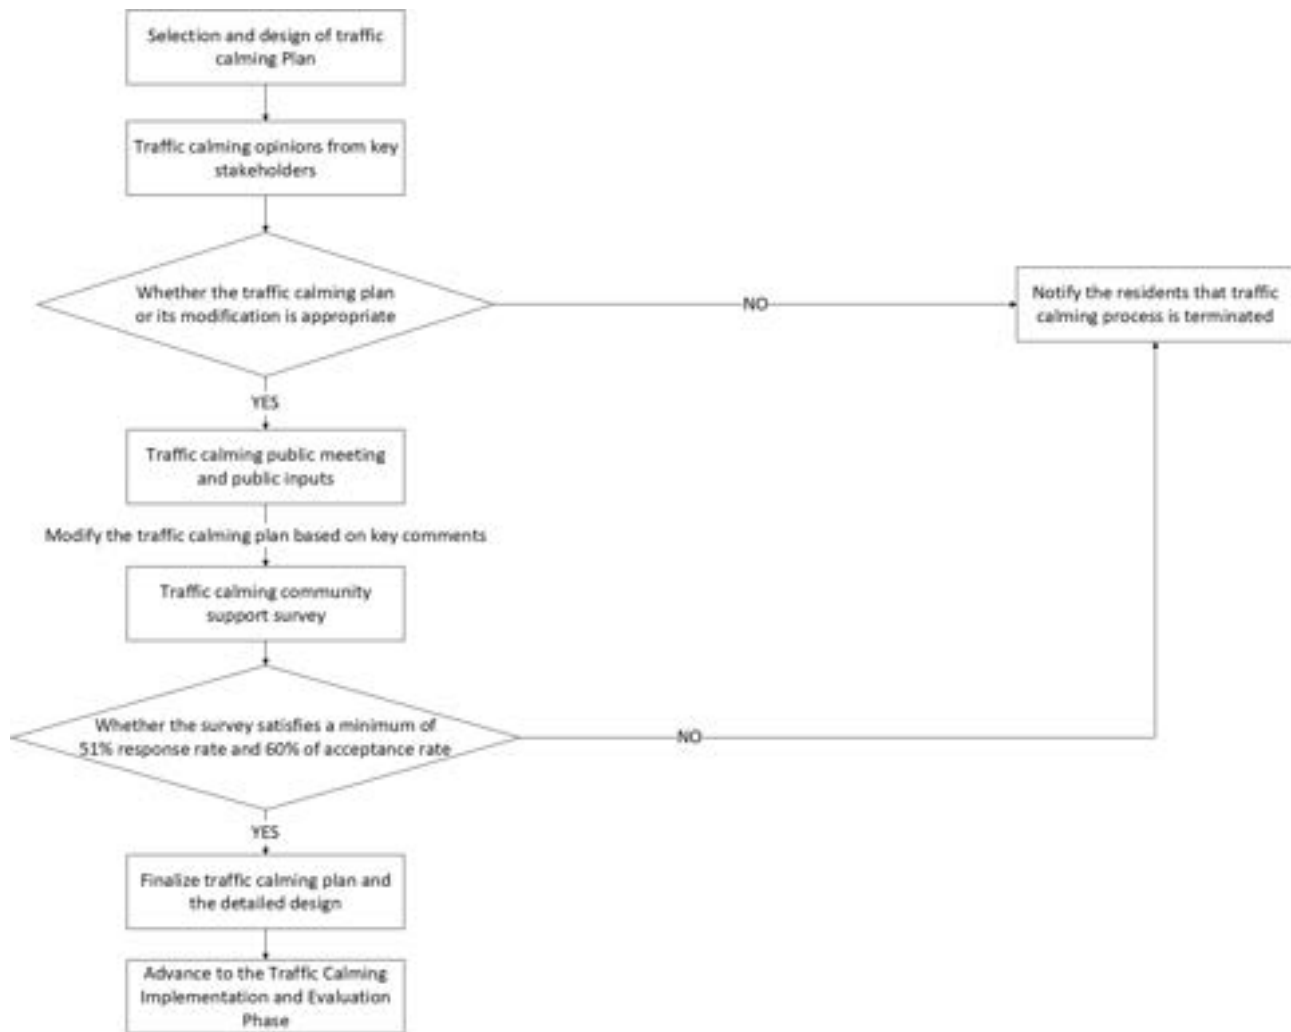 Selection and design of traffic
calming Plan
Traffic calming opinions from key
stakeholders
Whether the traffic calming plan
or its modification is appropriate
NO
Notify the residents that traffic
calming process is terminated
YES
Traffic calming public meeting
and public inputs
Modify the traffic calming plan based on key comments
Traffic calming community
support survey
Whether the survey satisfies a minimum of
51% response rate and 60% of acceptance rate
NO
YES
Finalize traffic calming plan and
the detailed design
Advance to the Traffic Calming
Implementation and Evaluation
Phase